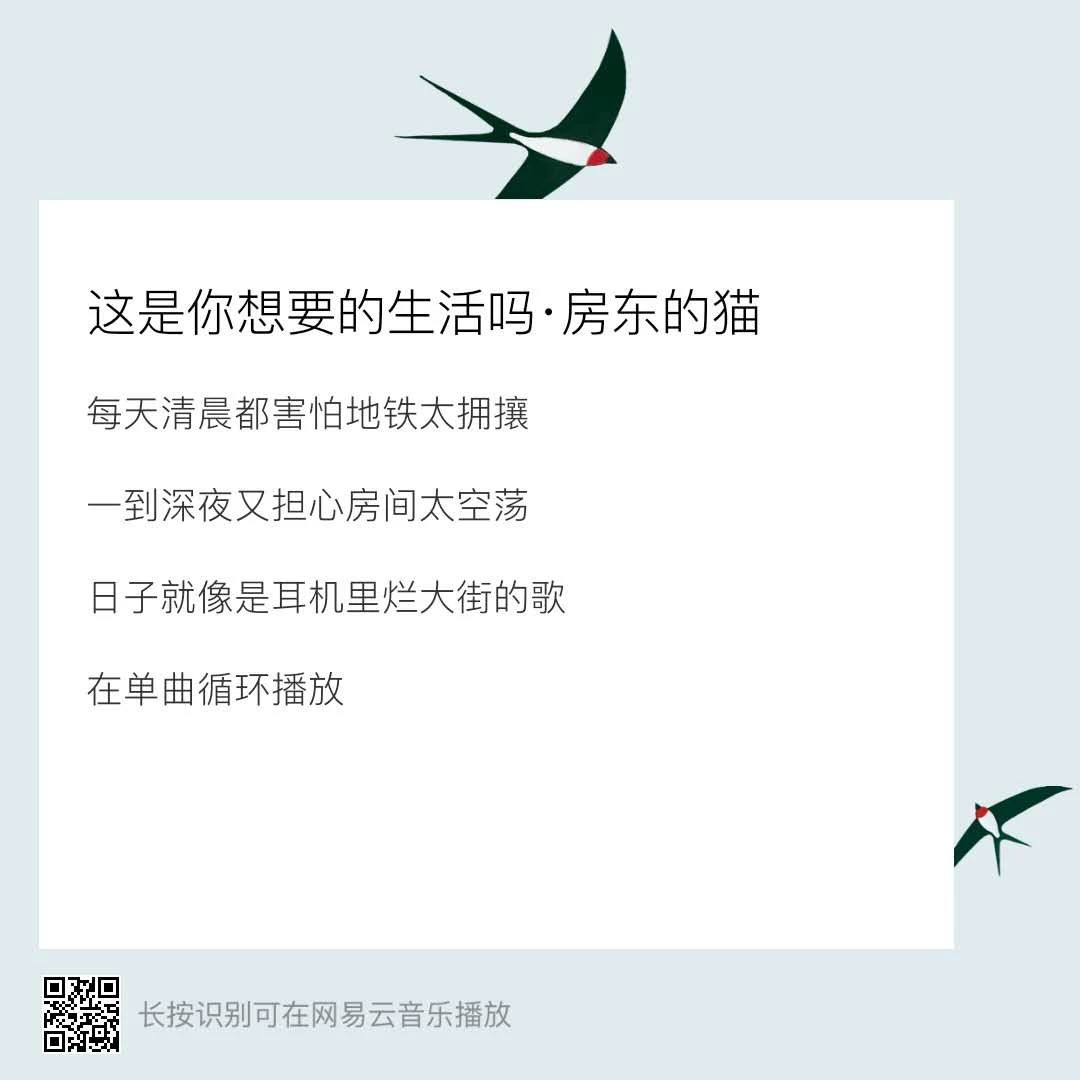 这是你想要的生活吗·房东的猫
每天清晨都害怕地铁太拥攘
一到深夜又担心房间太空荡
日子就像是耳机里烂大街的歌
在单曲循环播放
长按识别可在网易云音乐播放